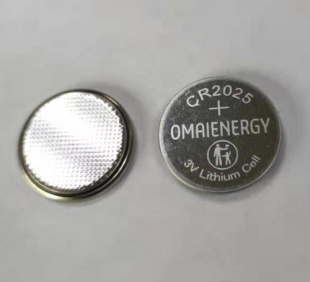 CR2025
+
OMAIENERGY
3V Lithium Cell